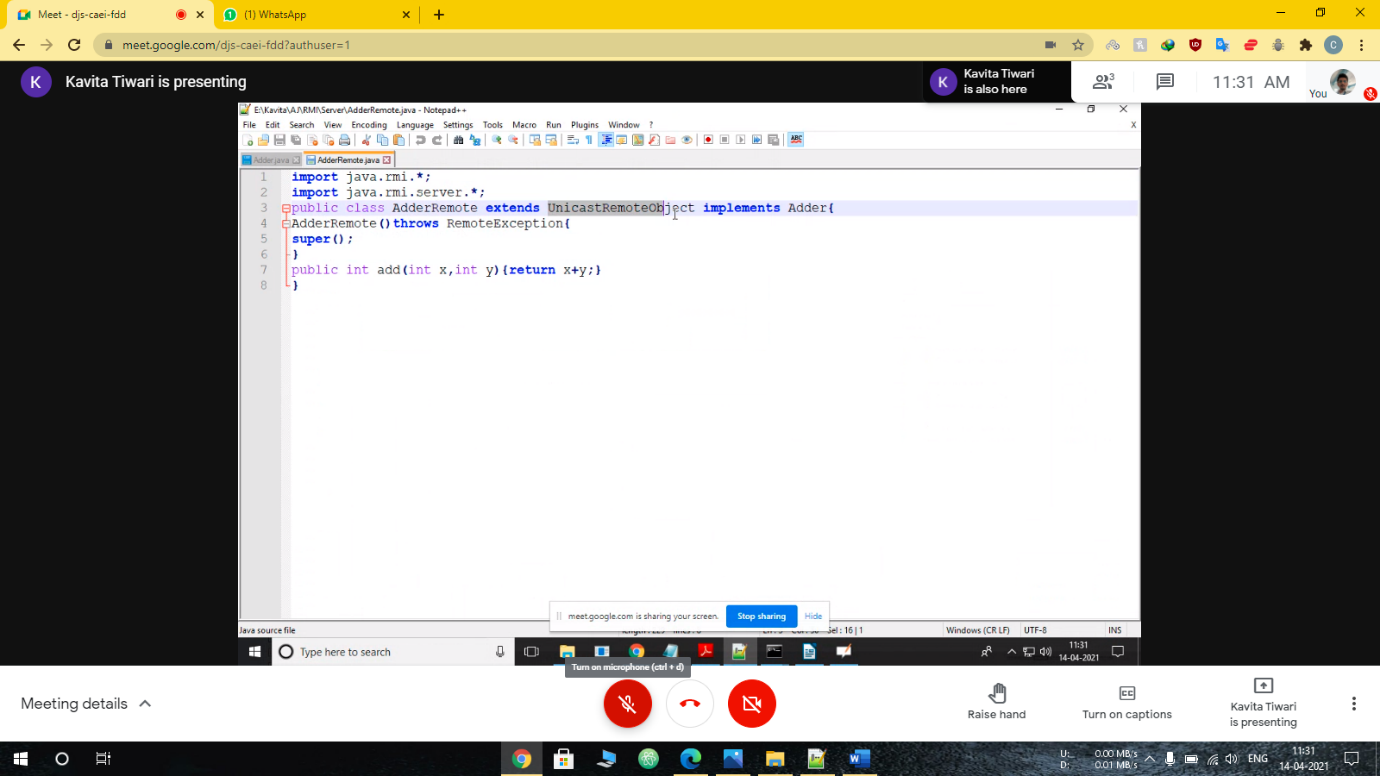 Meet - djs-caei-fdd
(1) WhatsApp
meet.google.com/djs-caei-fdd?authuser=1
K
Kavita Tiwari is presenting
K
Kavita Tiwari
is also here
3
11:31 AM
You
E:\Kavita\AJ\RMI\Server\AdderRemote.java - Notepad++
File Edit Search View Encoding Language Settings Tools Macro Run Plugins Window ?
X
Adder.java
AdderRemote.java
1 import java.rmi.*;
2 import java.rmi.server.*;
3 public class AdderRemote extends UnicastRemoteObject implements Adder{
4 AdderRemote()throws RemoteException{
5 super();
6 }
7 public int add(int x,int y){return x+y;}
8 }
meet.google.com is sharing your screen.
Stop sharing
Hide
Java source file
Sel : 16 | 1
Windows (CR LF)
UTF-8
INS
Type here to search
11:31
14-04-2021
Turn on microphone (ctrl + d)
Meeting details
Raise hand
Turn on captions
Kavita Tiwari
is presenting
U:
D:
0.00 MB/s
0.01 MB/s
ENG
11:31
14-04-2021